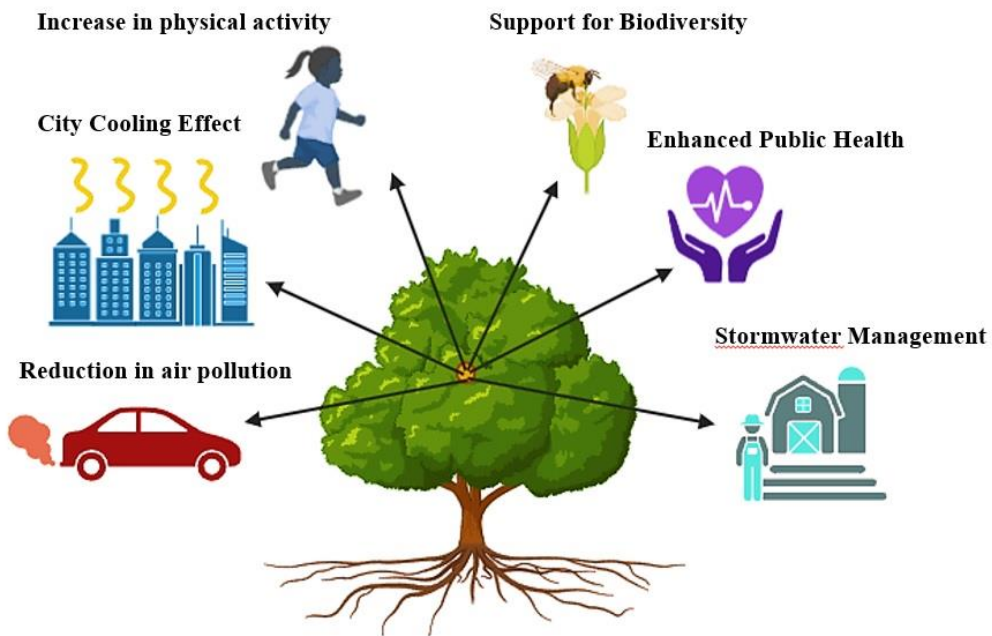 Increase in physical activity
Support for Biodiversity
City Cooling Effect
Enhanced Public Health
Stormwater Management
Reduction in air pollution